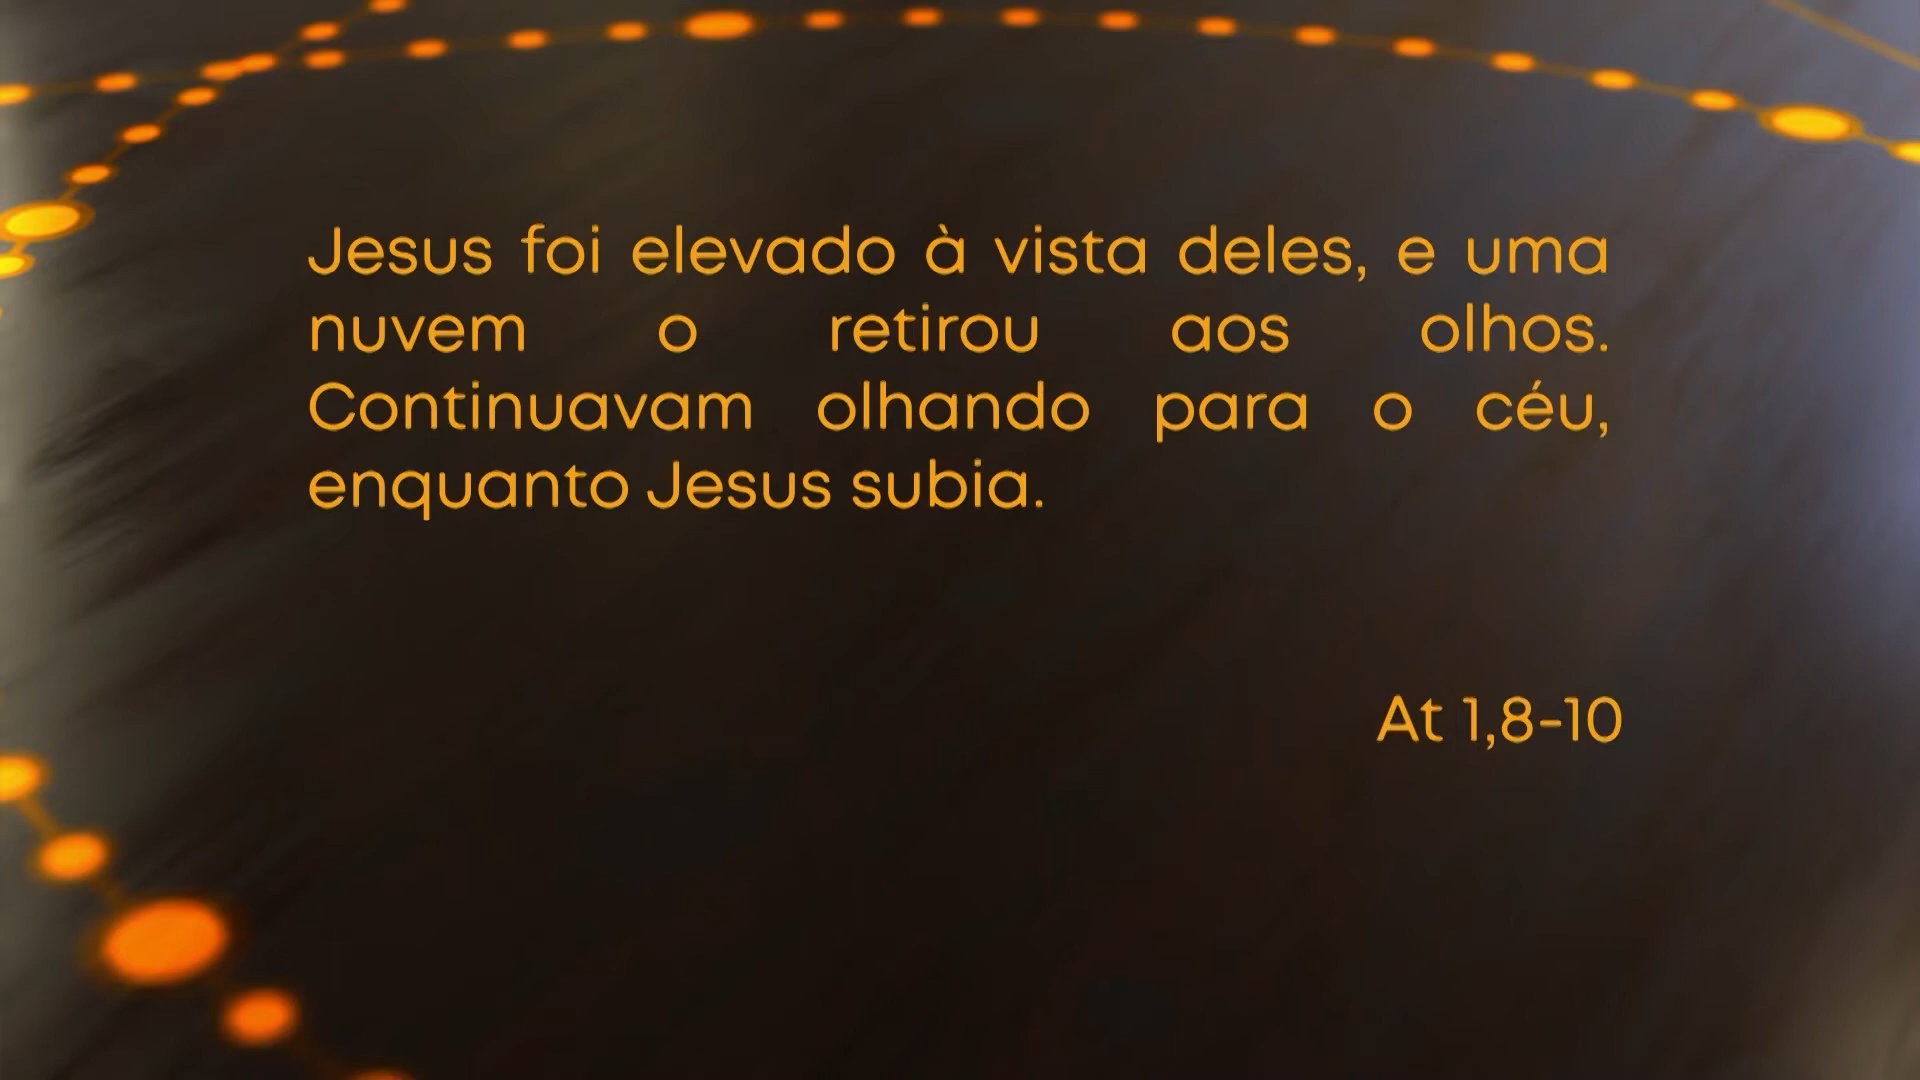 Jesus foi elevado à vista deles, e uma
nuvem o retirou aos olhos.
Continuavam olhando para o céu,
enquanto Jesus subia.
At 1,8-10